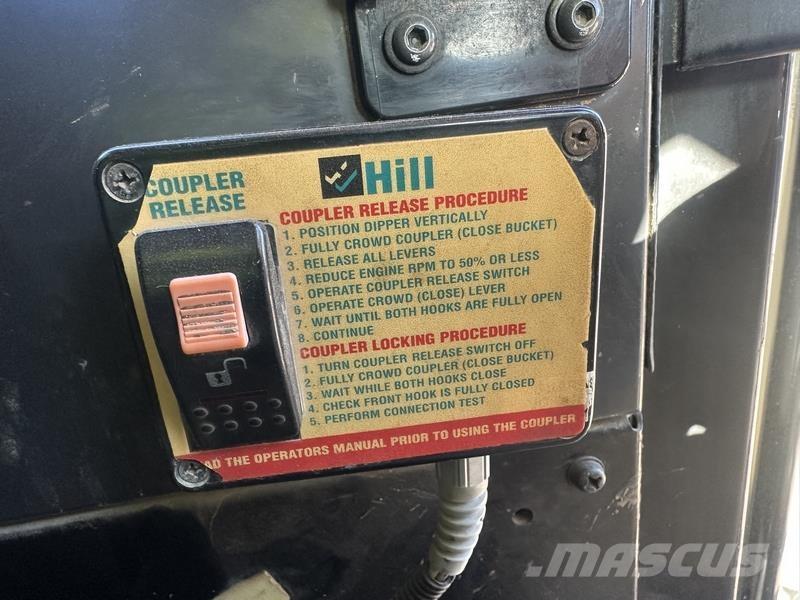 COUPLER
RELEASE
Hill
COUPLER RELEASE PROCEDURE
1. POSITION DIPPER VERTICALLY
2. FULLY CROWD COUPLER (CLOSE BUCKET)
3. RELEASE ALL LEVERS
4. REDUCE ENGINE RPM TO 50% OR LESS
5. OPERATE COUPLER RELEASE SWITCH
6. OPERATE CROWD (CLOSE) LEVER
7. WAIT UNTIL BOTH HOOKS ARE FULLY OPEN
8. CONTINUE
COUPLER LOCKING PROCEDURE
1. TURN COUPLER RELEASE SWITCH OFF
2. FULLY CROWD COUPLER (CLOSE BUCKET)
3. WAIT WHILE BOTH HOOKS CLOSE
4. CHECK FRONT HOOK IS FULLY CLOSED
5. PERFORM CONNECTION TEST
AD THE OPERATORS MANUAL PRIOR TO USING THE COUPLER
MASCUS